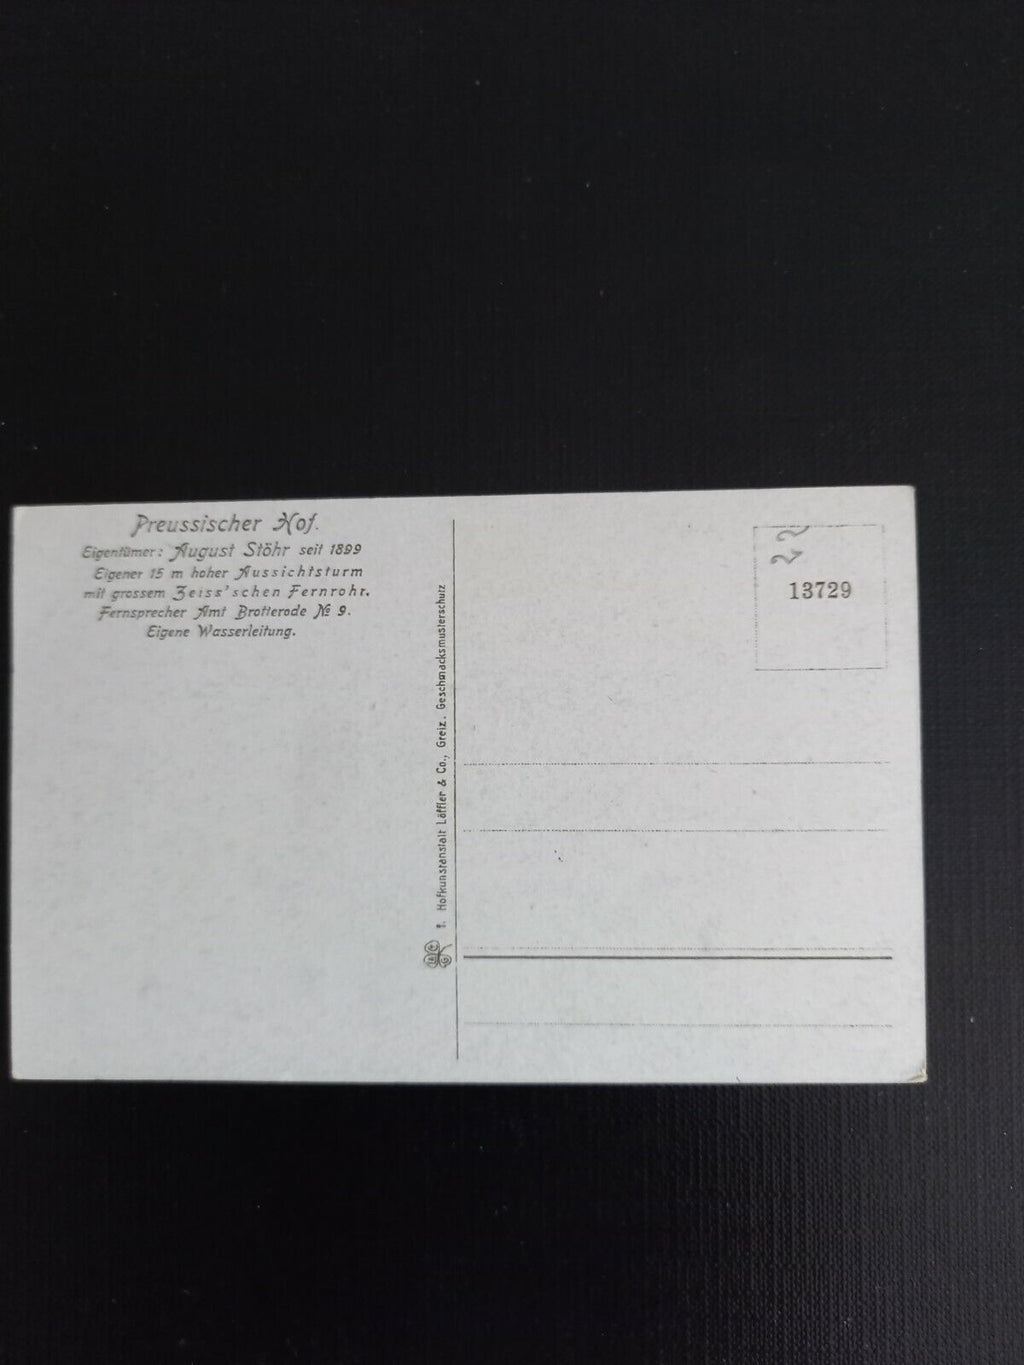 Preussischer Hof.
Eigentümer: August Stöhr seit 1899
Eigener 15 m hoher Aussichtsturm
mit grossem Zeiss'schen Fernrohr.
Fernsprecher Amt Brotterode № 9.
Eigene Wasserleitung.
Hofkunstanstalt Löffler & Co., Greiz. Geschmacksmusterschutz
13729